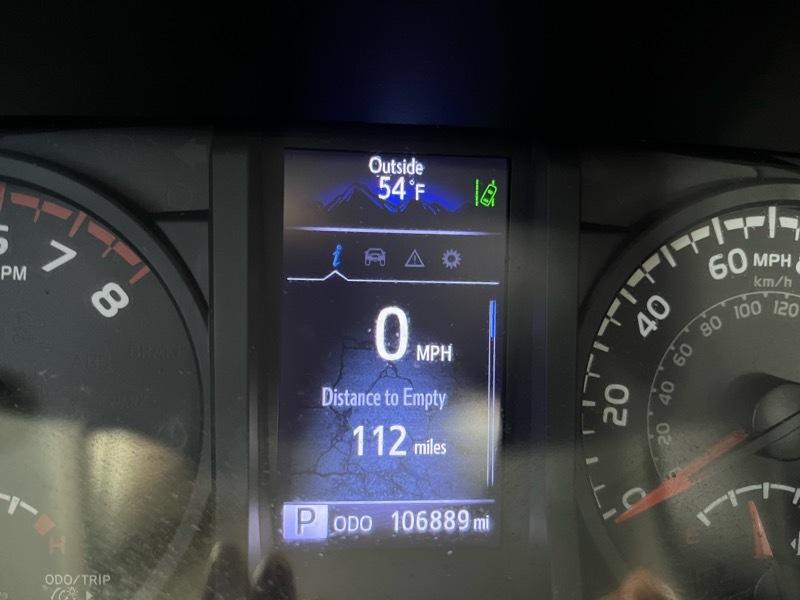 Outside
54°F
0 MPH
Distance to Empty
112 miles
P ODO 106889 mi
7
8
PM
H
ODO/TRIP
0
20
40
60 MPH
km/h
20
40
60
80
100
120
E